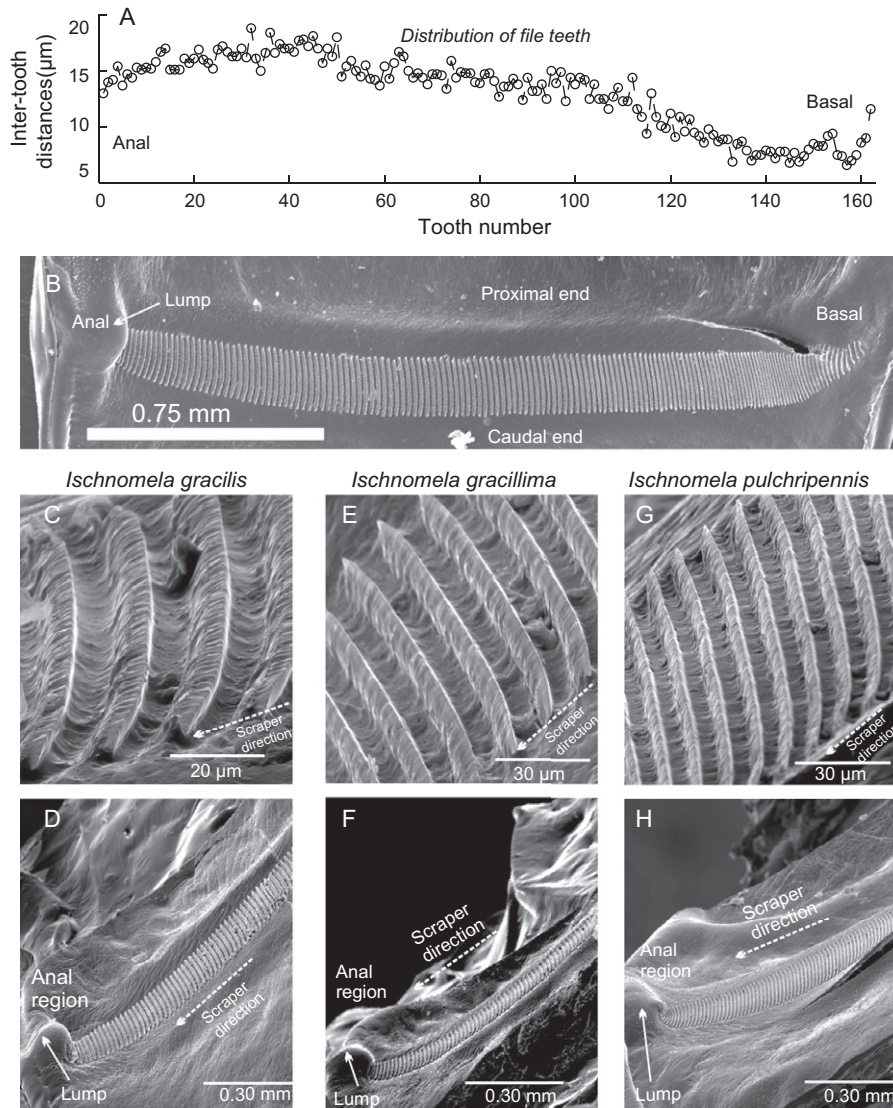 A
Distribution of file teeth
Inter-tooth
distances(µm)
20
15
10
5
Anal
Basal
0
20
40
60
80
100
120
140
160
Tooth number
B
Proximal end
Lump
Anal
Basal
0.75 mm
Caudal end
Ischnomela gracilis
Ischnomela gracillima
Ischnomela pulchripennis
C
Scraper
direction
20 µm
E
Scraper
direction
30 µm
G
Scraper
direction
30 µm
D
Anal
region
Scraper
direction
Lump
0.30 mm
F
Scraper
direction
Anal
region
Lump
0.30 mm
H
Scraper
direction
Anal
region
Lump
0.30 mm